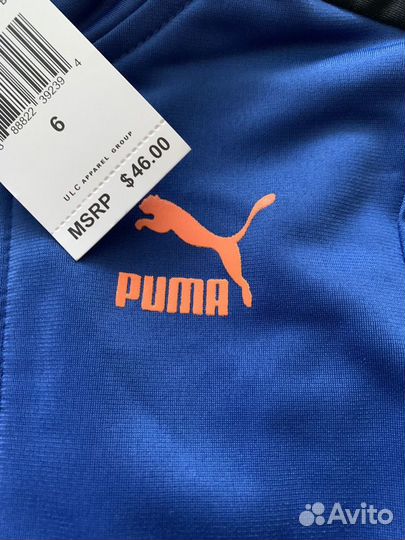 88822 39239 4
6
ULC APPAREL GROUP
MSRP $46.00
PUMA
Avito